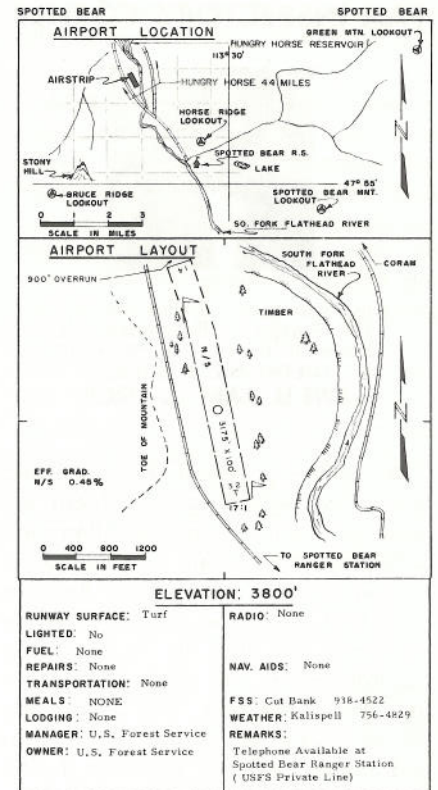 SPOTTED BEAR
SPOTTED BEAR
AIRPORT LOCATION
GREEN MTN. LOOKOUT
HUNGRY HORSE RESERVOIR
113° 30'
AIRSTRIP
HUNGRY HORSE 44 MILES
HORSE RIDGE
LOOKOUT
STONY
HILL
SPOTTED BEAR R.S.
LAKE
N
47° 55'
BRUCE RIDGE
LOOKOUT
SPOTTED BEAR MNT.
LOOKOUT
0 1 2 3
SCALE IN MILES
SO. FORK FLATHEAD RIVER
AIRPORT LAYOUT
900' OVERRUN
14
SOUTH FORK
FLATHEAD
RIVER
CORAM
TIMBER
N/S
TOE OF MOUNTAIN
N
3175' X 100'
EFF. GRAD.
N/S 0.45%
32
T
17:1
0 400 800 1200
SCALE IN FEET
TO SPOTTED BEAR
RANGER STATION
ELEVATION: 3800'
RUNWAY SURFACE: Turf
RADIO: None
LIGHTED: No
FUEL: None
REPAIRS: None
NAV. AIDS: None
TRANSPORTATION: None
MEALS: NONE
FSS: Cut Bank 938-4522
LODGING: None
WEATHER: Kalispell 756-4829
MANAGER: U.S. Forest Service
REMARKS:
OWNER: U.S. Forest Service
Telephone Available at
Spotted Bear Ranger Station
( USFS Private Line)